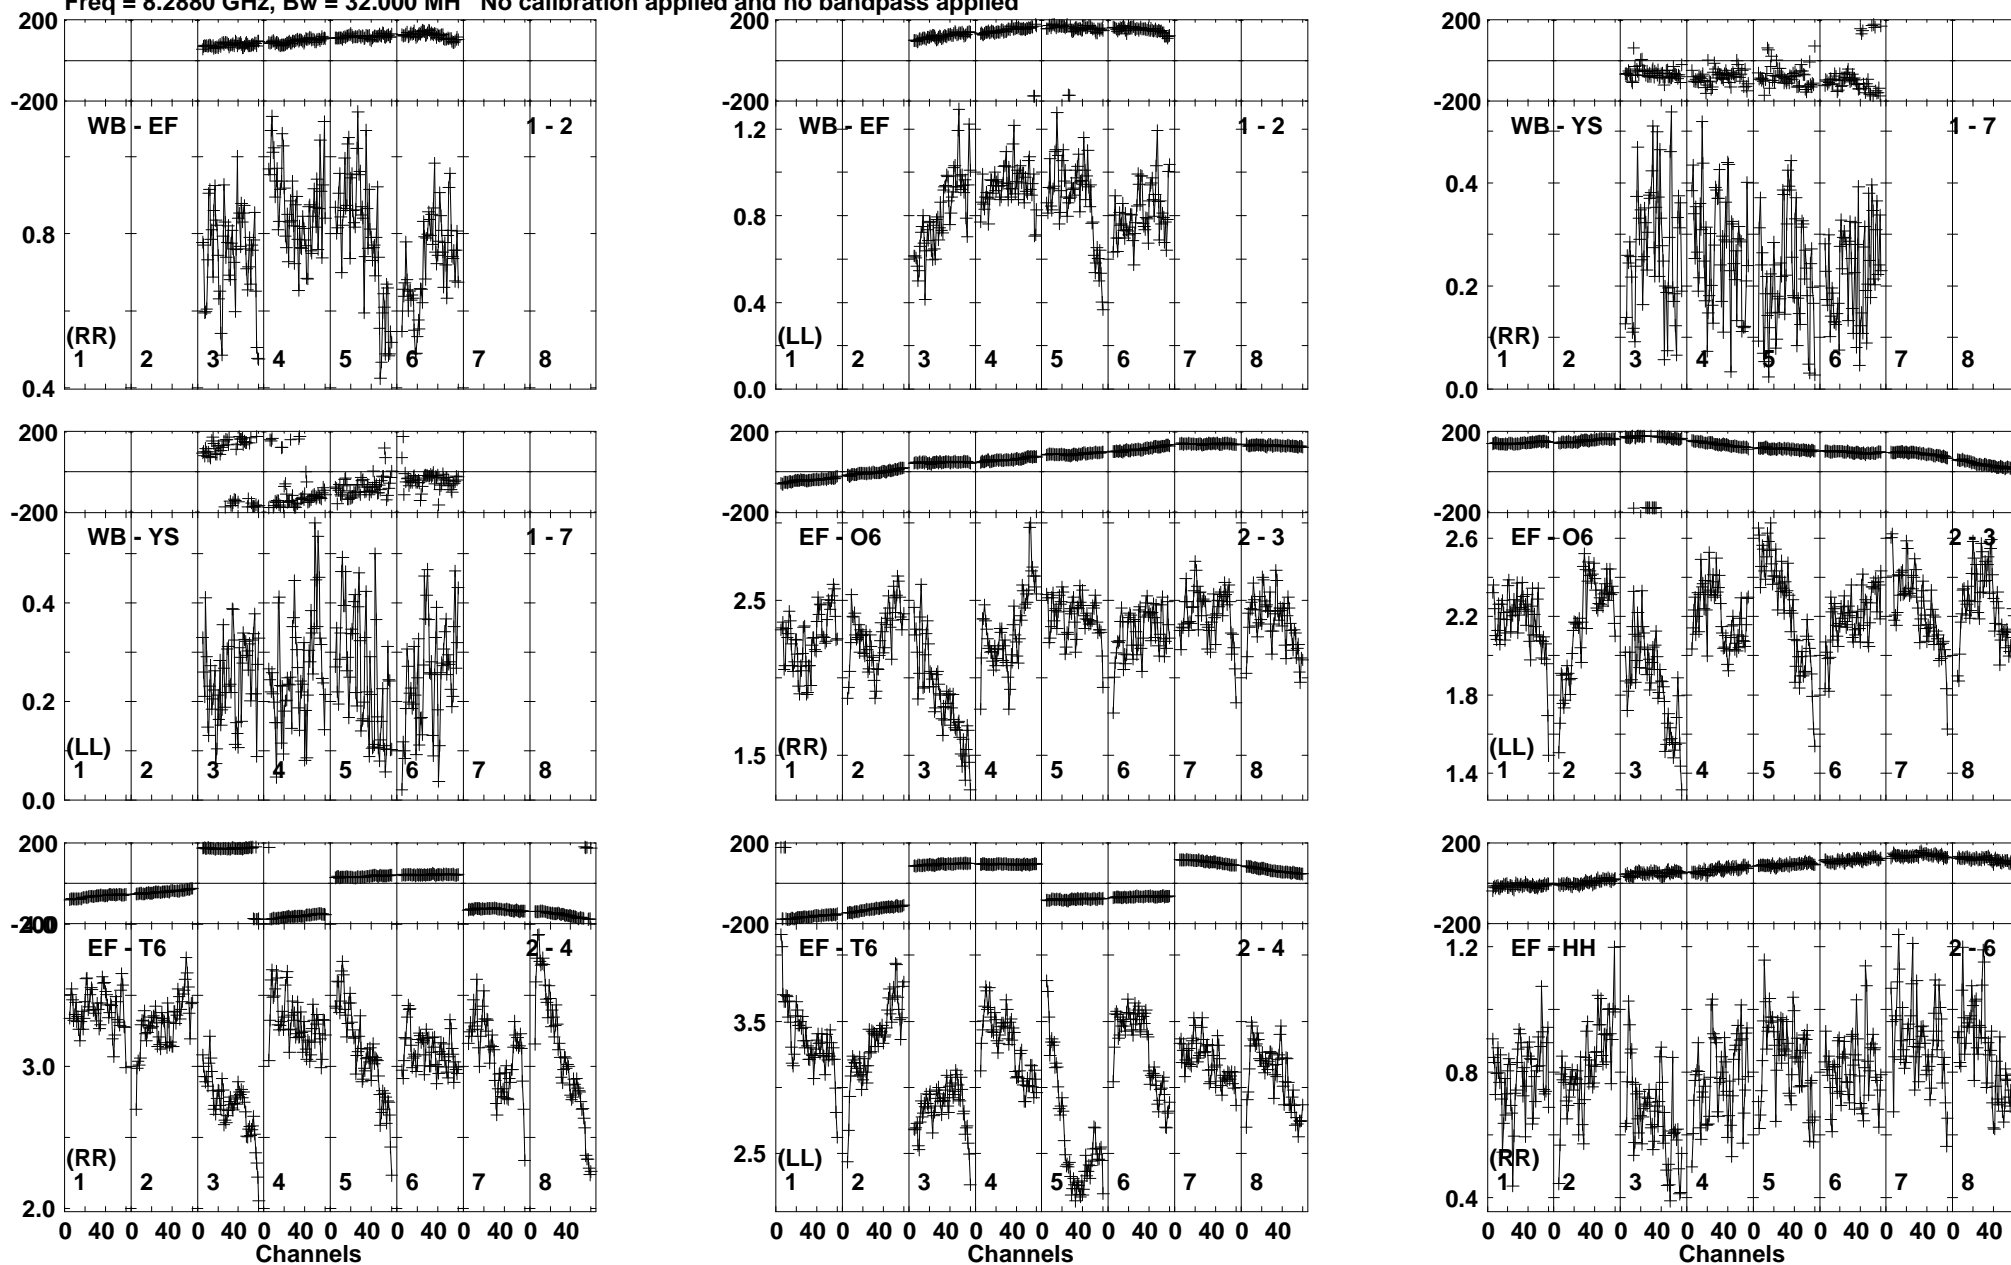 Freq = 8.2880 GHz, Bw = 32.000 MH No calibration applied and no bandpass applied
200 200 200
-200 -200 -200
WB - EF 1 - 2 WB - EF 1 - 2 WB - YS 1 - 7
1.2
0.8 0.8 0.4
0.4 0.2
(RR) (LL) (RR)
1 2 3 4 5 6 7 8 1 2 3 4 5 6 7 8 1 2 3 4 5 6 7 8
0.4 0.0 0.0
200 200 200
-200 -200 -200
WB - YS 1 - 7 EF - O6 2 - 3 EF - O6 2 - 3
2.6
0.4 2.5 2.2
0.2 1.8
(LL) (RR) 1.5 (LL)
1 2 3 4 5 6 7 8 1 2 3 4 5 6 7 8 1 2 3 4 5 6 7 8
0.0 1.4
200 200 200
-200 4.0 -200 -200
EF - T6 2 - 4 EF - T6 2 - 4 EF - HH 2 - 6
1.2
3.0 3.5 0.8
(RR) 2.5 (LL) (RR)
1 2 3 4 5 6 7 8 1 2 3 4 5 6 7 8 1 2 3 4 5 6 7 8
2.0 0.4
0 40 0 40 0 40 0 40 0 40 0 40 0 40 0 40 0 40 0 40 0 40 0 40 0 40 0 40 0 40 0 40 0 40 0 40 0 40 0 40 0 40 0 40 0 40 0 40
Channels Channels Channels